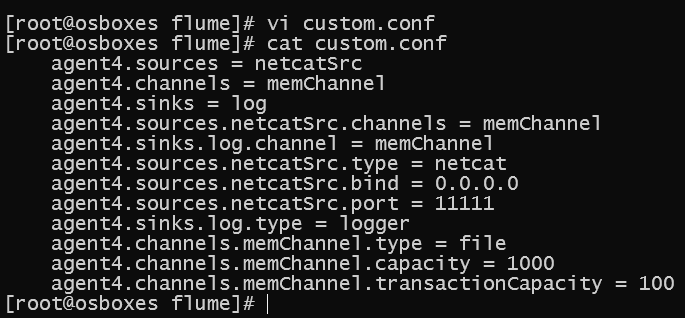 [root@osboxes flume]# vi custom.conf
[root@osboxes flume]# cat custom.conf
    agent4.sources = netcatSrc
    agent4.channels = memChannel
    agent4.sinks = log
    agent4.sources.netcatSrc.channels = memChannel
    agent4.sinks.log.channel = memChannel
    agent4.sources.netcatSrc.type = netcat
    agent4.sources.netcatSrc.bind = 0.0.0.0
    agent4.sources.netcatSrc.port = 11111
    agent4.sinks.log.type = logger
    agent4.channels.memChannel.type = file
    agent4.channels.memChannel.capacity = 1000
    agent4.channels.memChannel.transactionCapacity = 100
[root@osboxes flume]#